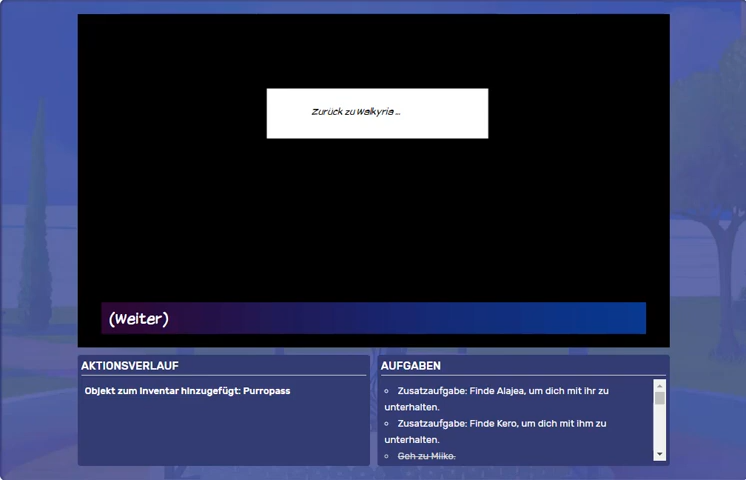 Zurück zu Walkyria ...
(Weiter)
AKTIONSVERLAUF
Objekt zum Inventar hinzugefügt: Purropass
AUFGABEN
Zusatzaufgabe: Finde Alajea, um dich mit ihr zu
unterhalten.
Zusatzaufgabe: Finde Kero, um dich mit ihm zu
unterhalten.
Geh zu Miiko.